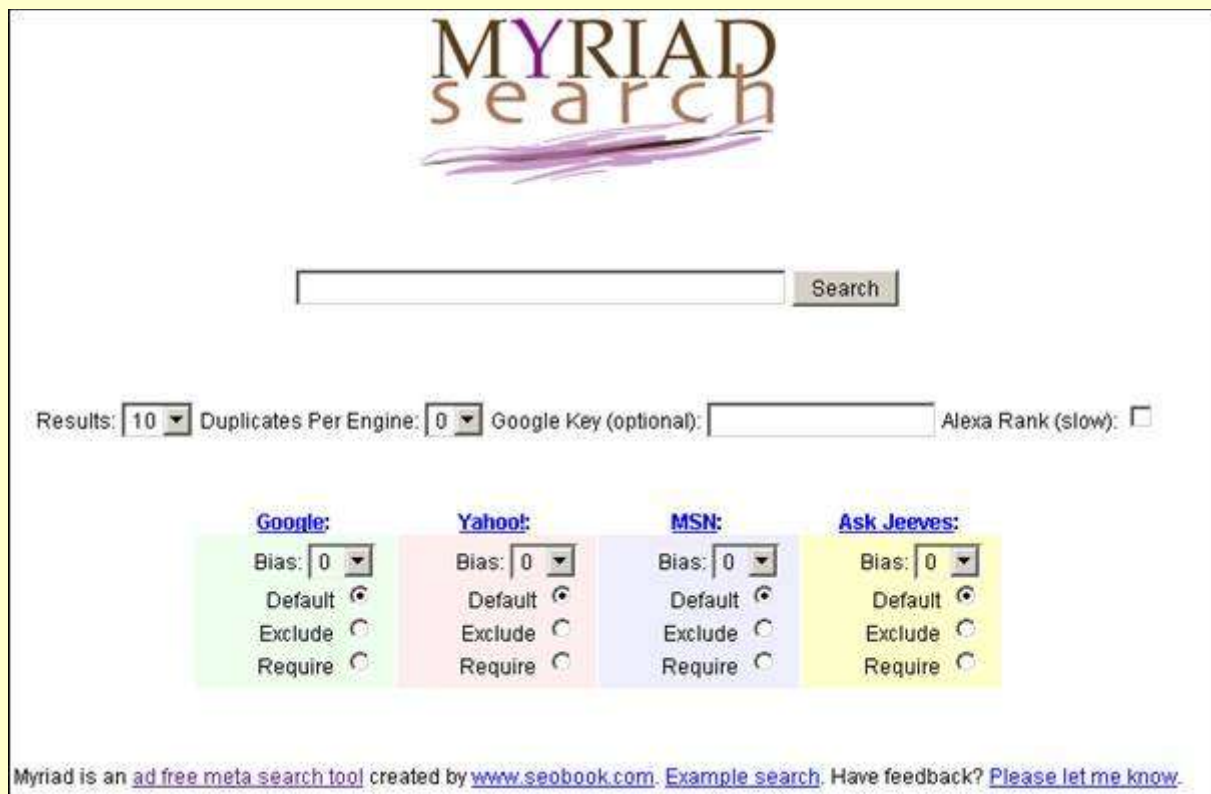 MYRIAD
search
Search
Results: 10 Duplicates Per Engine: 0 Google Key (optional): Alexa Rank (slow):
Google: Yahoo!: MSN: Ask Jeeves:
Bias: 0 Bias: 0 Bias: 0 Bias: 0
Default Default Default Default
Exclude Exclude Exclude Exclude
Require Require Require Require
Myriad is an ad free meta search tool created by www.seobook.com. Example search. Have feedback? Please let me know.